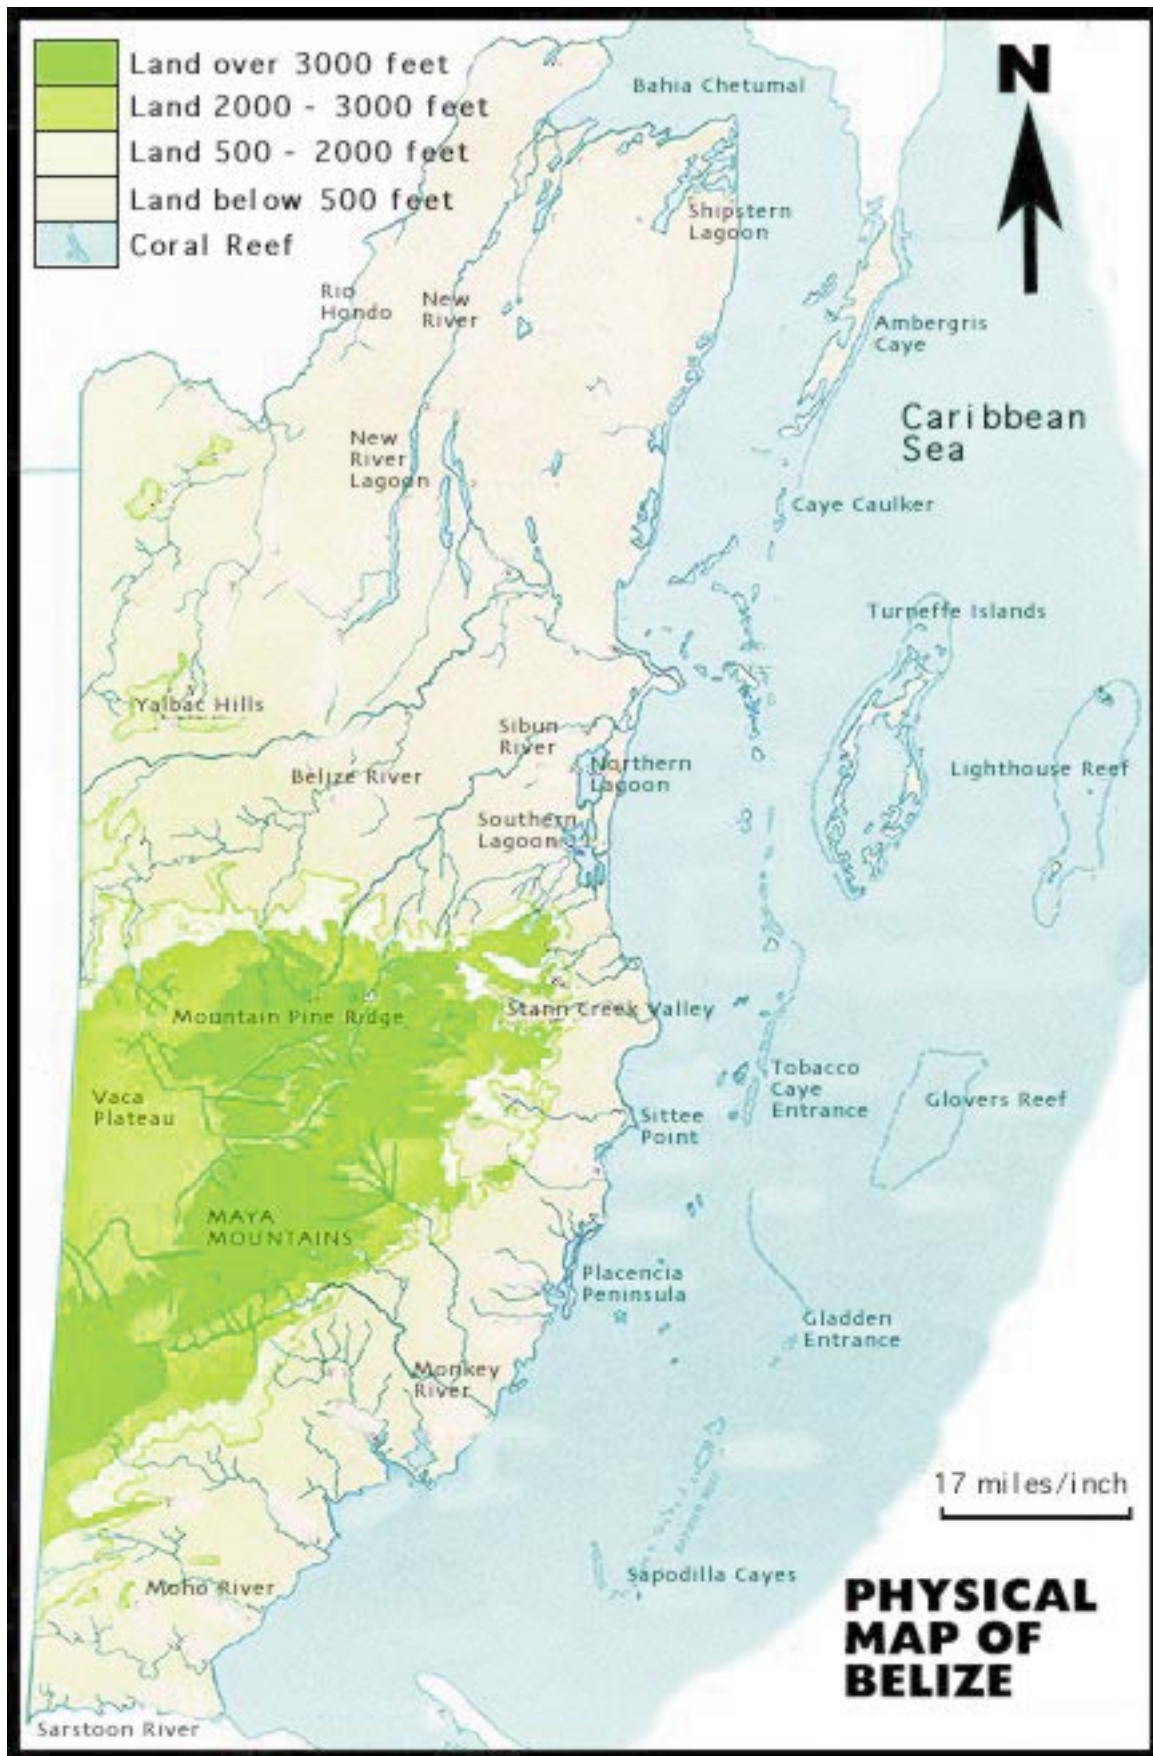 Land over 3000 feet
Land 2000 - 3000 feet
Land 500 - 2000 feet
Land below 500 feet
Coral Reef
N
Bahia Chetumal
Shipstern
Lagoon
Rio
Hondo
New
River
Ambergris
Caye
Caribbean
Sea
New
River
Lagoon
Caye Caulker
Turneffe Islands
Yalbac Hills
Sibun
River
Northern
Lagoon
Belize River
Lighthouse Reef
Southern
Lagoon
Mountain Pine Ridge
Stann Creek Valley
Vaca
Plateau
Tobacco
Caye
Entrance
Glovers Reef
Sittee
Point
MAYA
MOUNTAINS
Placencia
Peninsula
Gladden
Entrance
Monkey
River
17 miles/inch
Sapodilla Cayes
Moho River
PHYSICAL
MAP OF
BELIZE
Sarstoon River